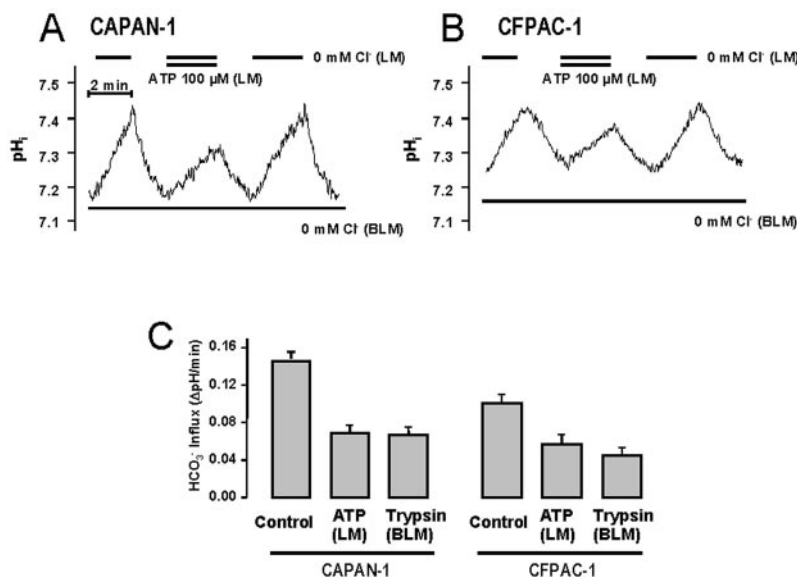 A CAPAN-1
0 mM Cl⁻ (LM)
ATP 100 µM (LM)
2 min
7.5
7.4
7.3
7.2
7.1
pHᵢ
0 mM Cl⁻ (BLM)
B CFPAC-1
0 mM Cl⁻ (LM)
ATP 100 µM (LM)
7.5
7.4
7.3
7.2
7.1
pHᵢ
0 mM Cl⁻ (BLM)
C
HCO₃⁻ Influx (ΔpH/min)
0.16
0.12
0.08
0.04
0.00
Control ATP (LM) Trypsin (BLM) Control ATP (LM) Trypsin (BLM)
CAPAN-1 CFPAC-1